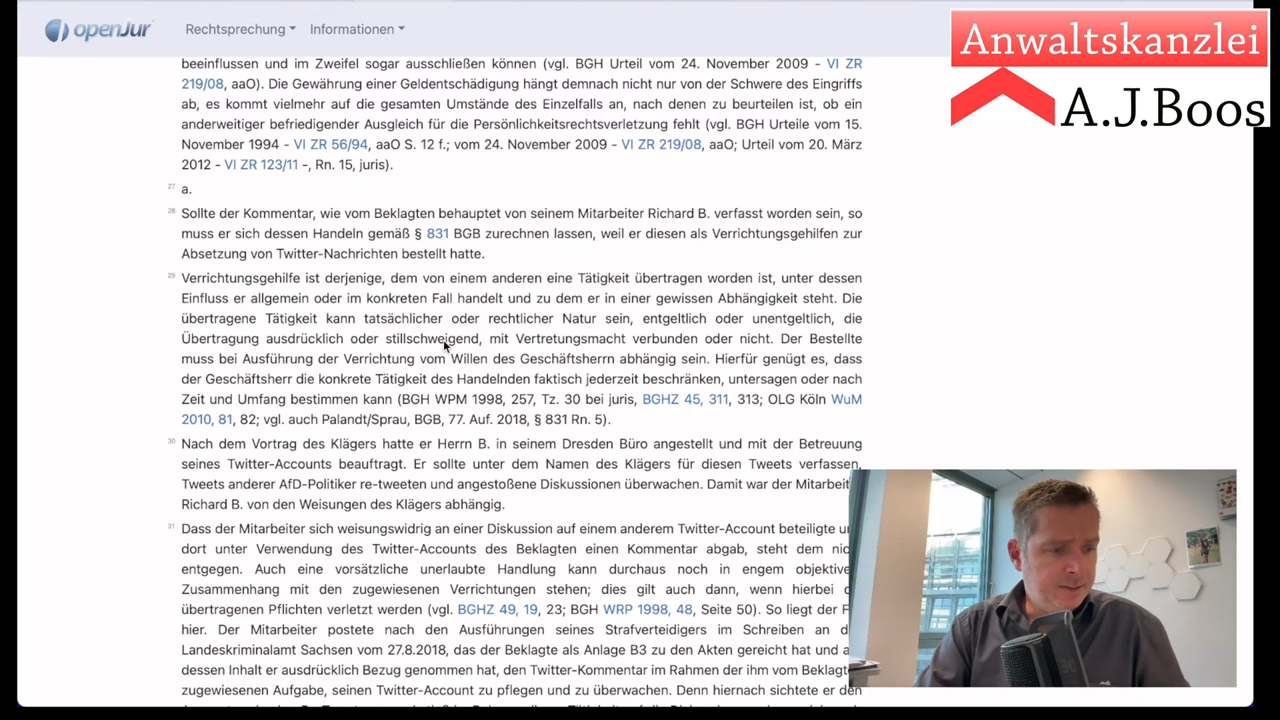 openJur
Rechtsprechung
Informationen
Anwaltskanzlei
A.J.Boos
beeinflussen und im Zweifel sogar ausschließen können (vgl. BGH Urteil vom 24. November 2009 - VI ZR
219/08, aaO). Die Gewährung einer Geldentschädigung hängt demnach nicht nur von der Schwere des Eingriffs
ab, es kommt vielmehr auf die gesamten Umstände des Einzelfalls an, nach denen zu beurteilen ist, ob ein
anderweitiger befriedigender Ausgleich für die Persönlichkeitsrechtsverletzung fehlt (vgl. BGH Urteile vom 15.
November 1994 - VI ZR 56/94, aaO S. 12 f.; vom 24. November 2009 - VI ZR 219/08, aaO; Urteil vom 20. März
2012 - VI ZR 123/11 -, Rn. 15, juris).
27 a.
28 Sollte der Kommentar, wie vom Beklagten behauptet von seinem Mitarbeiter Richard B. verfasst worden sein, so
muss er sich dessen Handeln gemäß § 831 BGB zurechnen lassen, weil er diesen als Verrichtungsgehilfen zur
Absetzung von Twitter-Nachrichten bestellt hatte.
29 Verrichtungsgehilfe ist derjenige, dem von einem anderen eine Tätigkeit übertragen worden ist, unter dessen
Einfluss er allgemein oder im konkreten Fall handelt und zu dem er in einer gewissen Abhängigkeit steht. Die
übertragene Tätigkeit kann tatsächlicher oder rechtlicher Natur sein, entgeltlich oder unentgeltlich, die
Übertragung ausdrücklich oder stillschweigend, mit Vertretungsmacht verbunden oder nicht. Der Bestellte
muss bei Ausführung der Verrichtung vom Willen des Geschäftsherrn abhängig sein. Hierfür genügt es, dass
der Geschäftsherr die konkrete Tätigkeit des Handelnden faktisch jederzeit beschränken, untersagen oder nach
Zeit und Umfang bestimmen kann (BGH WPM 1998, 257, Tz. 30 bei juris, BGHZ 45, 311, 313; OLG Köln WuM
2010, 81, 82; vgl. auch Palandt/Sprau, BGB, 77. Auf. 2018, § 831 Rn. 5).
30 Nach dem Vortrag des Klägers hatte er Herrn B. in seinem Dresden Büro angestellt und mit der Betreuung
seines Twitter-Accounts beauftragt. Er sollte unter dem Namen des Klägers für diesen Tweets verfassen,
Tweets anderer AfD-Politiker re-tweeten und angestoßene Diskussionen überwachen. Damit war der Mitarbeit
Richard B. von den Weisungen des Klägers abhängig.
31 Dass der Mitarbeiter sich weisungswidrig an einer Diskussion auf einem anderem Twitter-Account beteiligte
dort unter Verwendung des Twitter-Accounts des Beklagten einen Kommentar abgab, steht dem
entgegen. Auch eine vorsätzliche unerlaubte Handlung kann durchaus noch in engem objektive
Zusammenhang mit den zugewiesenen Verrichtungen stehen; dies gilt auch dann, wenn hierbei
übertragenen Pflichten verletzt werden (vgl. BGHZ 49, 19, 23; BGH WRP 1998, 48, Seite 50). So liegt der
hier. Der Mitarbeiter postete nach den Ausführungen seines Strafverteidigers im Schreiben an
Landeskriminalamt Sachsen vom 27.8.2018, das der Beklagte als Anlage B3 zu den Akten gereicht hat und
dessen Inhalt er ausdrücklich Bezug genommen hat, den Twitter-Kommentar im Rahmen der ihm vom Beklagt
zugewiesenen Aufgabe, seinen Twitter-Account zu pflegen und zu überwachen. Denn hiernach sichtete er den